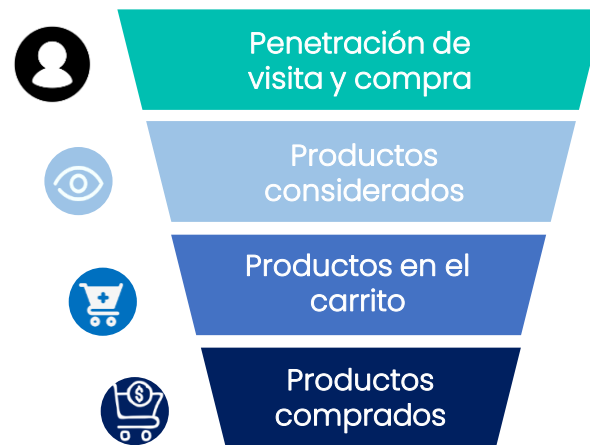 Penetración de
visita y compra
Productos
considerados
Productos en el
carrito
Productos
comprados